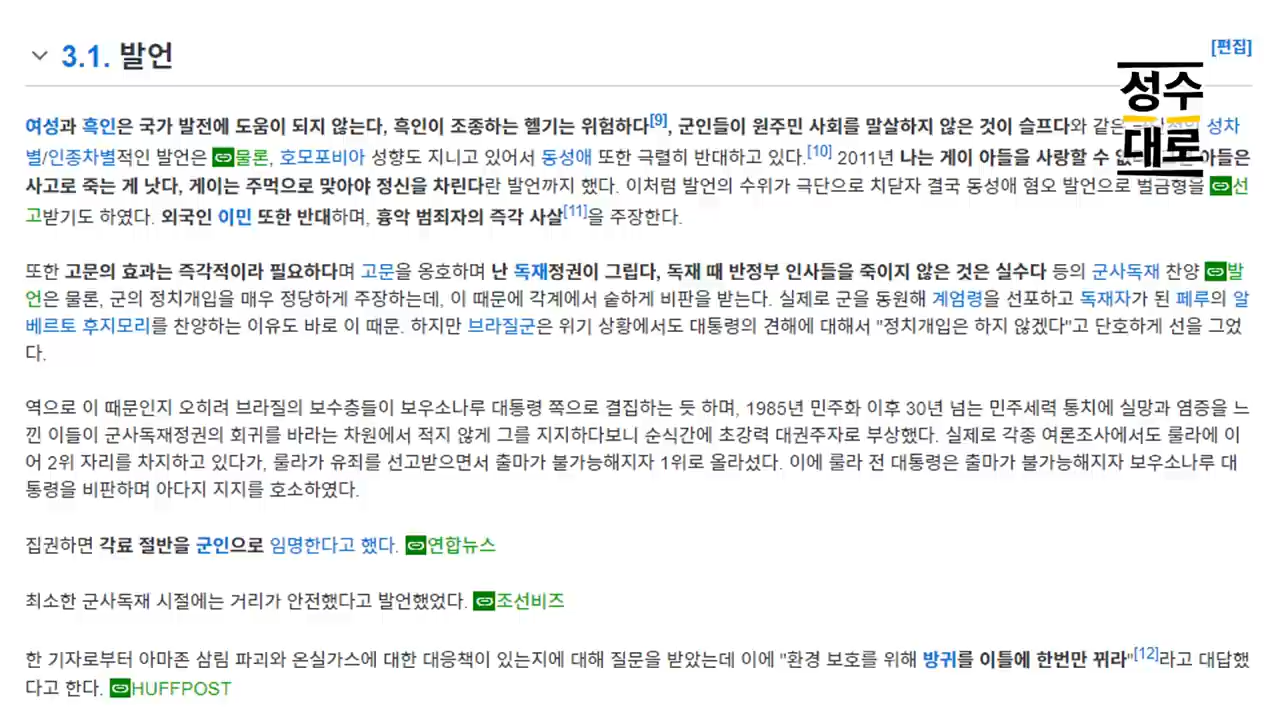 3.1. 발언
[편집]
성수
대로
여성과 흑인은 국가 발전에 도움이 되지 않는다, 흑인이 조종하는 헬기는 위험하다[9], 군인들이 원주민 사회를 말살하지 않은 것이 슬프다와 같은 성차
별/인종차별적인 발언은 물론, 호모포비아 성향도 지니고 있어서 동성애 또한 극렬히 반대하고 있다.[10] 2011년 나는 게이 아들을 사랑할 수 아들은
사고로 죽는 게 낫다, 게이는 주먹으로 맞아야 정신을 차린다란 발언까지 했다. 이처럼 발언의 수위가 극단으로 치닫자 결국 동성애 혐오 발언으로 벌금형을 선
고받기도 하였다. 외국인 이민 또한 반대하며, 흉악 범죄자의 즉각 사살[11]을 주장한다.
또한 고문의 효과는 즉각적이라 필요하다며 고문을 옹호하며 난 독재정권이 그립다, 독재 때 반정부 인사들을 죽이지 않은 것은 실수다 등의 군사독재 찬양 발
언은 물론, 군의 정치개입을 매우 정당하게 주장하는데, 이 때문에 각계에서 숱하게 비판을 받는다. 실제로 군을 동원해 계엄령을 선포하고 독재자가 된 페루의 알
베르토 후지모리를 찬양하는 이유도 바로 이 때문. 하지만 브라질군은 위기 상황에서도 대통령의 견해에 대해서 "정치개입은 하지 않겠다"고 단호하게 선을 그었
다.
역으로 이 때문인지 오히려 브라질의 보수층들이 보우소나루 대통령 쪽으로 결집하는 듯 하며, 1985년 민주화 이후 30년 넘는 민주세력 통치에 실망과 염증을 느
낀 이들이 군사독재정권의 회귀를 바라는 차원에서 적지 않게 그를 지지하다보니 순식간에 초강력 대권주자로 부상했다. 실제로 각종 여론조사에서도 룰라에 이
어 2위 자리를 차지하고 있다가, 룰라가 유죄를 선고받으면서 출마가 불가능해지자 1위로 올라섰다. 이에 룰라 전 대통령은 출마가 불가능해지자 보우소나루 대
통령을 비판하며 아다지 지지를 호소하였다.
집권하면 각료 절반을 군인으로 임명한다고 했다. 연합뉴스
최소한 군사독재 시절에는 거리가 안전했다고 발언했었다. 조선비즈
한 기자로부터 아마존 삼림 파괴와 온실가스에 대한 대응책이 있는지에 대해 질문을 받았는데 이에 "환경 보호를 위해 방귀를 이틀에 한번만 뀌라"[12]라고 대답했
다고 한다. HUFFPOST